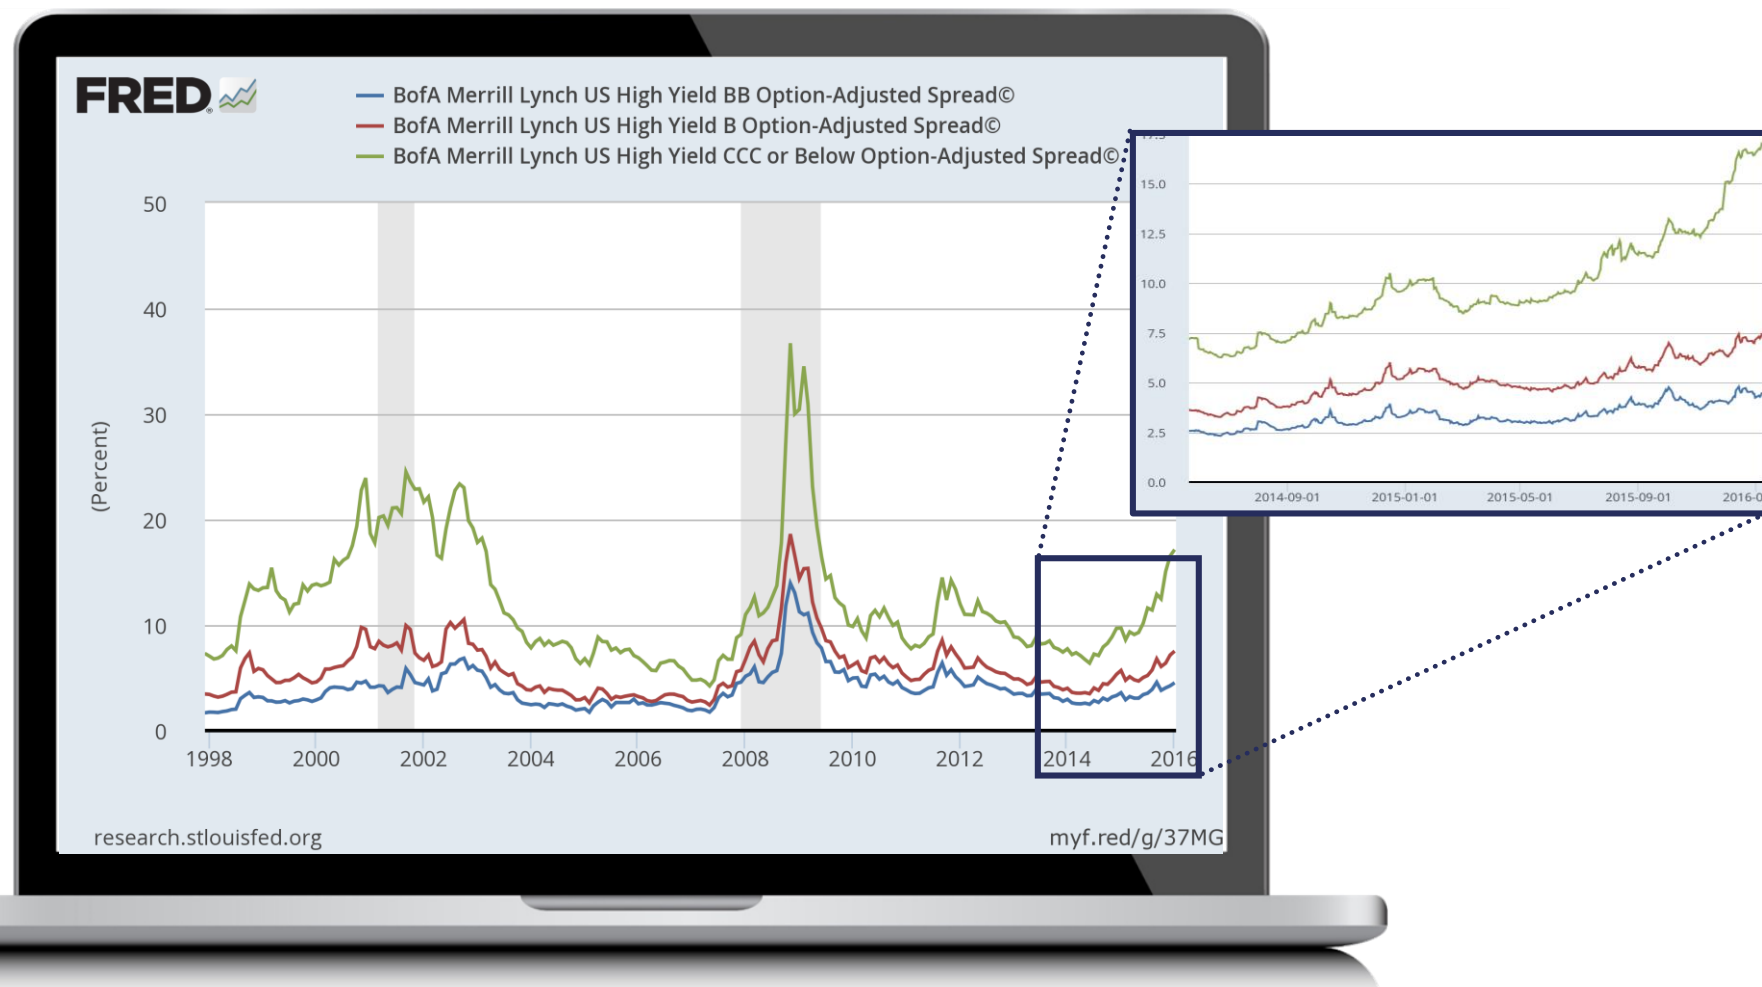 FRED
BofA Merrill Lynch US High Yield BB Option-Adjusted Spread©
BofA Merrill Lynch US High Yield B Option-Adjusted Spread©
BofA Merrill Lynch US High Yield CCC or Below Option-Adjusted Spread©
50
40
30
20
10
0
(Percent)
1998 2000 2002 2004 2006 2008 2010 2012 2014 2016
research.stlouisfed.org
myf.red/g/37MG
15.0
12.5
10.0
7.5
5.0
2.5
0.0
2014-09-01 2015-01-01 2015-05-01 2015-09-01